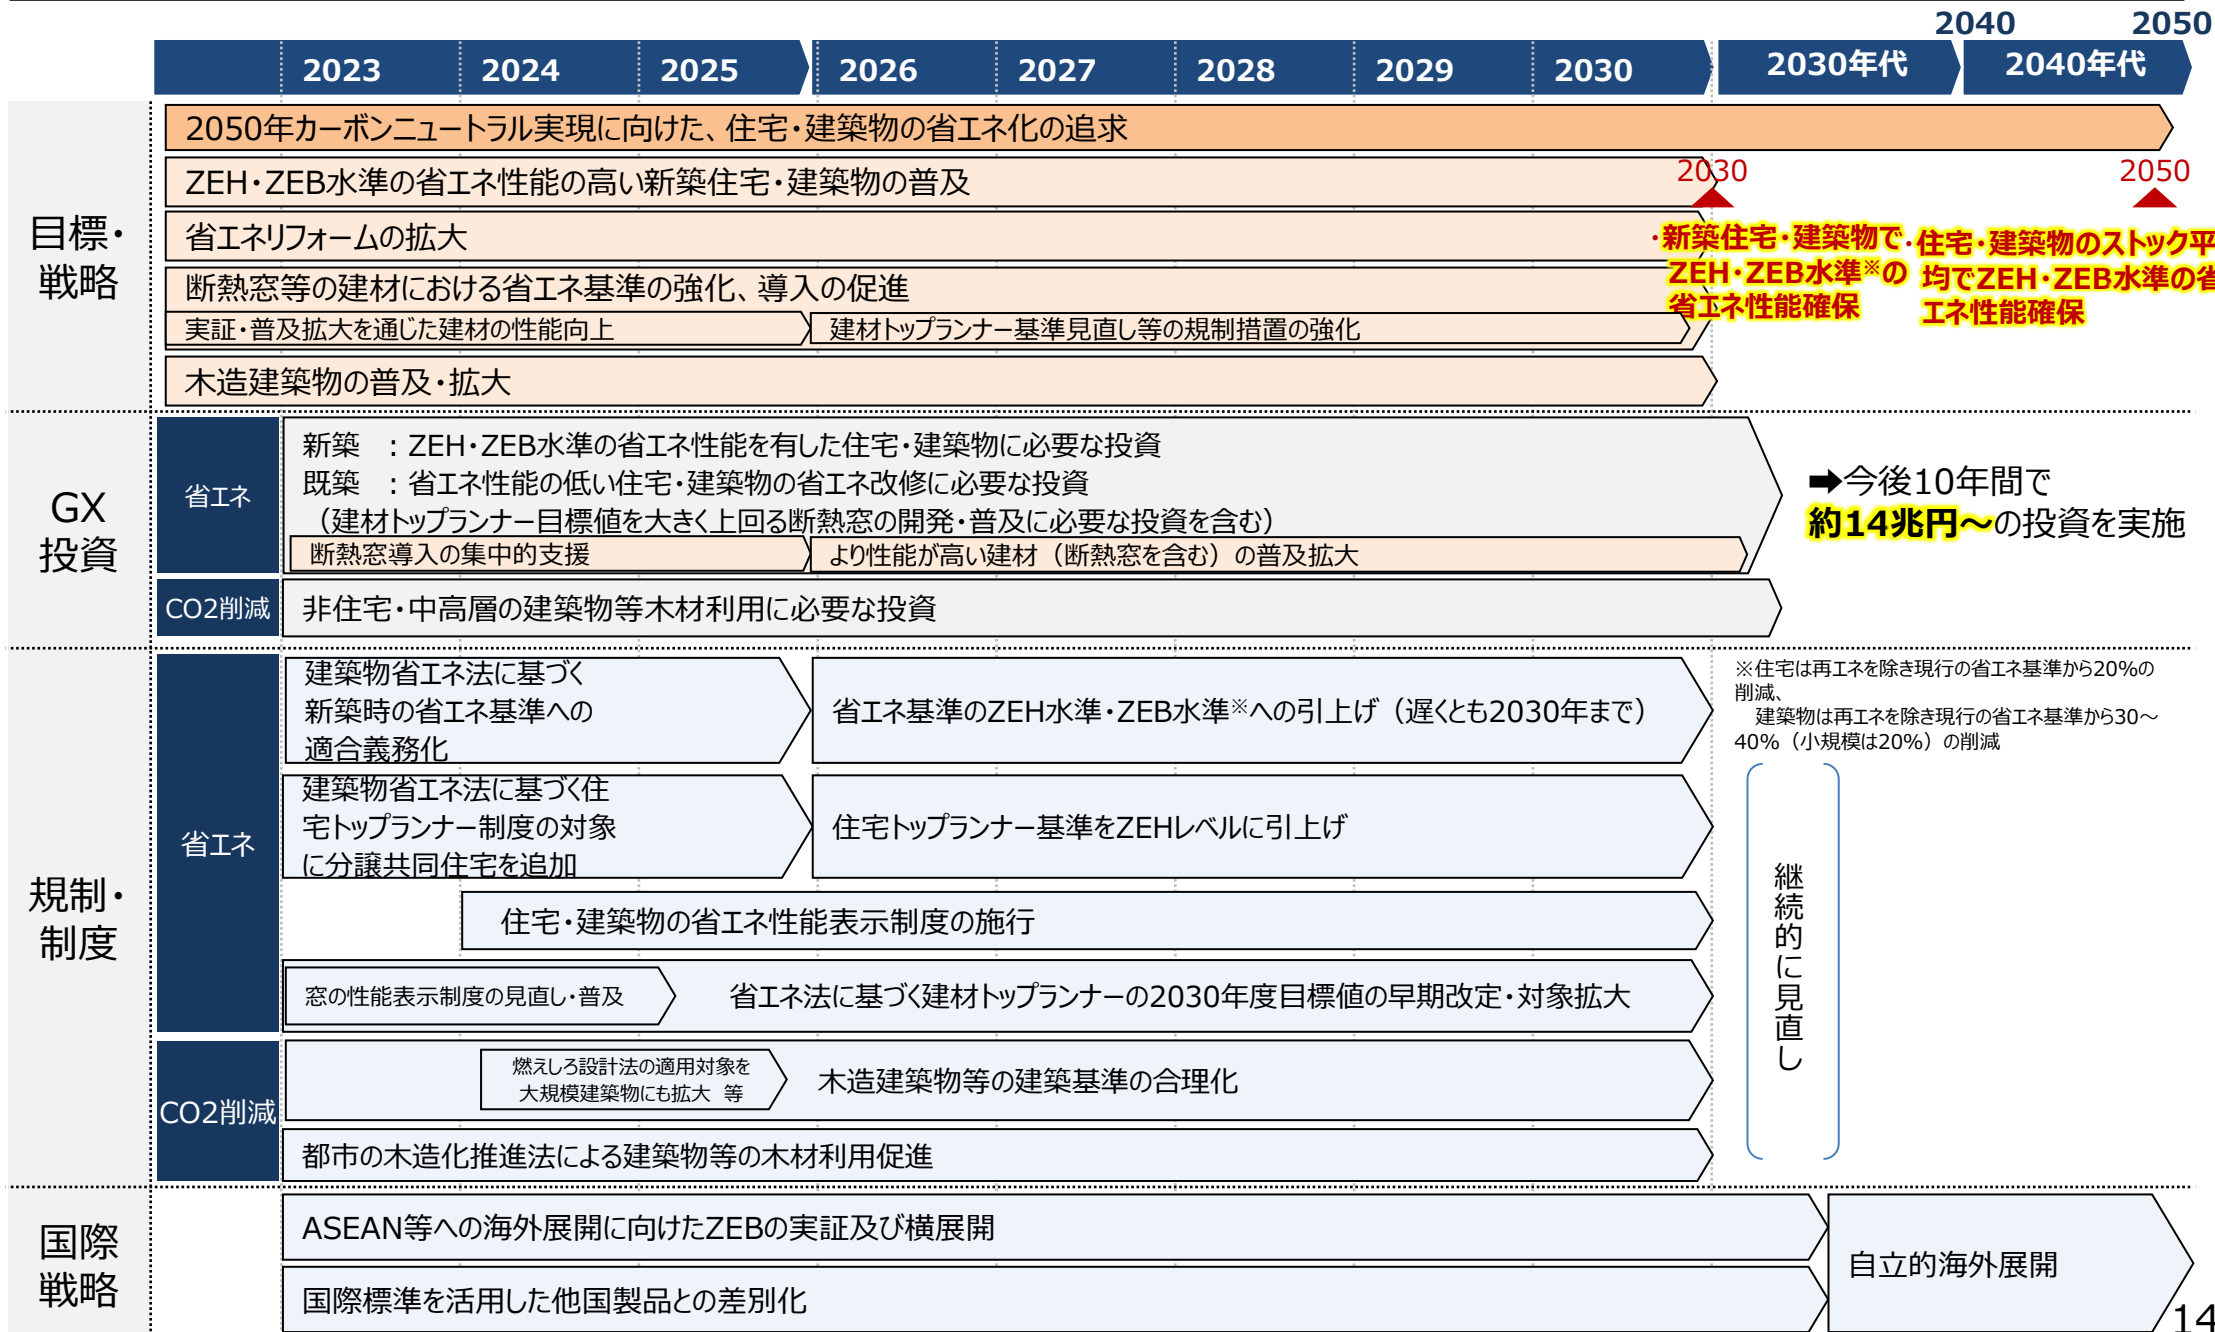 2040
2050
2023
2024
2025
2026
2027
2028
2029
2030
2030年代
2040年代
目標・
戦略
2050年カーボンニュートラル実現に向けた、住宅・建築物の省エネ化の追求
ZEH・ZEB水準の省エネ性能の高い新築住宅・建築物の普及
省エネリフォームの拡大
断熱窓等の建材における省エネ基準の強化、導入の促進
実証・普及拡大を通じた建材の性能向上
建材トップランナー基準見直し等の規制措置の強化
木造建築物の普及・拡大
2030
・新築住宅・建築物で
ZEH・ZEB水準※の
省エネ性能確保
2050
・住宅・建築物のストック平
均でZEH・ZEB水準の省
エネ性能確保
GX
投資
省エネ
新築　：ZEH・ZEB水準の省エネ性能を有した住宅・建築物に必要な投資
既築　：省エネ性能の低い住宅・建築物の省エネ改修に必要な投資
（建材トップランナー目標値を大きく上回る断熱窓の開発・普及に必要な投資を含む）
断熱窓導入の集中的支援
より性能が高い建材（断熱窓を含む）の普及拡大
➡今後10年間で
約14兆円～の投資を実施
CO2削減
非住宅・中高層の建築物等木材利用に必要な投資
規制・
制度
省エネ
建築物省エネ法に基づく
新築時の省エネ基準への
適合義務化
省エネ基準のZEH水準・ZEB水準※への引上げ（遅くとも2030年まで）
※住宅は再エネを除き現行の省エネ基準から20%の
削減、
建築物は再エネを除き現行の省エネ基準から30～
40%（小規模は20%）の削減
建築物省エネ法に基づく住
宅トップランナー制度の対象
に分譲共同住宅を追加
住宅トップランナー基準をZEHレベルに引上げ
住宅・建築物の省エネ性能表示制度の施行
窓の性能表示制度の見直し・普及
省エネ法に基づく建材トップランナーの2030年度目標値の早期改定・対象拡大
継続的に見直し
CO2削減
燃えしろ設計法の適用対象を
大規模建築物にも拡大　等
木造建築物等の建築基準の合理化
都市の木造化推進法による建築物等の木材利用促進
国際
戦略
ASEAN等への海外展開に向けたZEBの実証及び横展開
国際標準を活用した他国製品との差別化
自立的海外展開
14